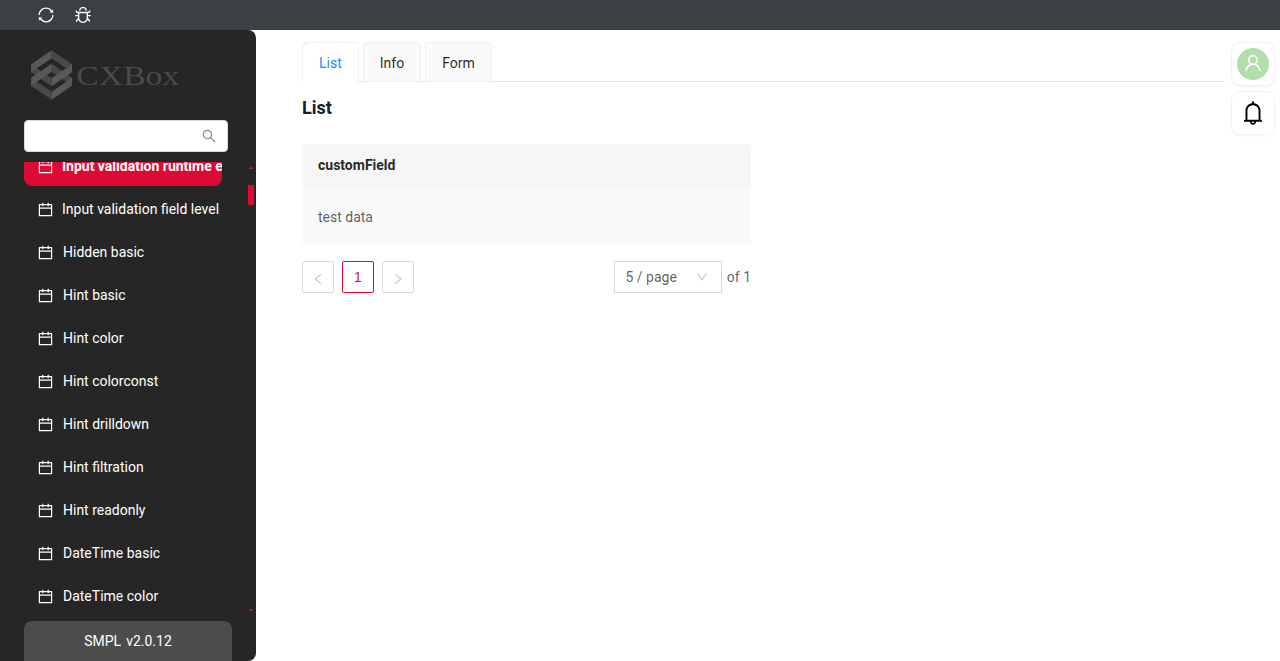 CXBox
Input validation runtime e
Input validation field level
Hidden basic
Hint basic
Hint color
Hint colorconst
Hint drilldown
Hint filtration
Hint readonly
DateTime basic
DateTime color
SMPL v2.0.12
List
Info
Form
List
customField
test data
1
5 / page
of 1